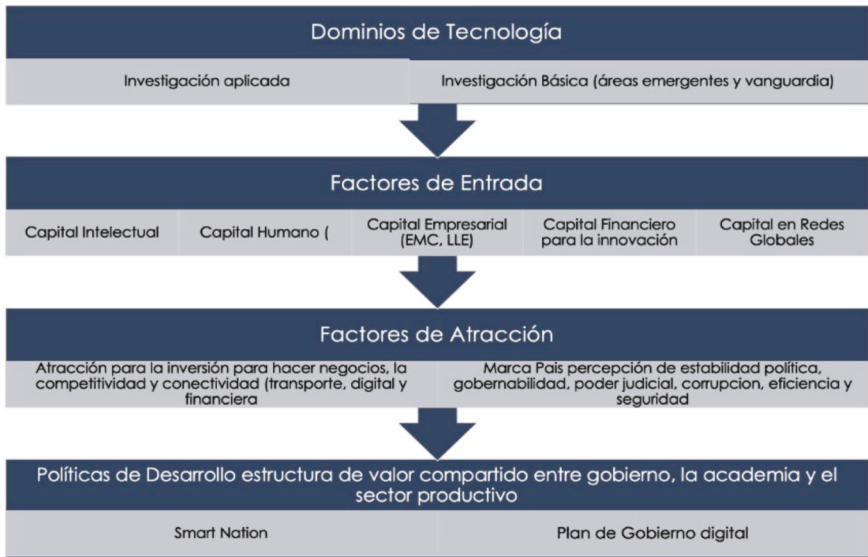 Dominios de Tecnología
Investigación aplicada
Investigación Básica (áreas emergentes y vanguardia)
Factores de Entrada
Capital Intelectual
Capital Humano (
Capital Empresarial
(EMC, LLE)
Capital Financiero
para la innovación
Capital en Redes
Globales
Factores de Atracción
Atracción para la inversión para hacer negocios, la
competitividad y conectividad (transporte, digital y
financiera
Marca Pais percepción de estabilidad política,
gobernabilidad, poder judicial, corrupcion, eficiencia y
seguridad
Políticas de Desarrollo estructura de valor compartido entre gobierno, la academia y el
sector productivo
Smart Nation
Plan de Gobierno digital